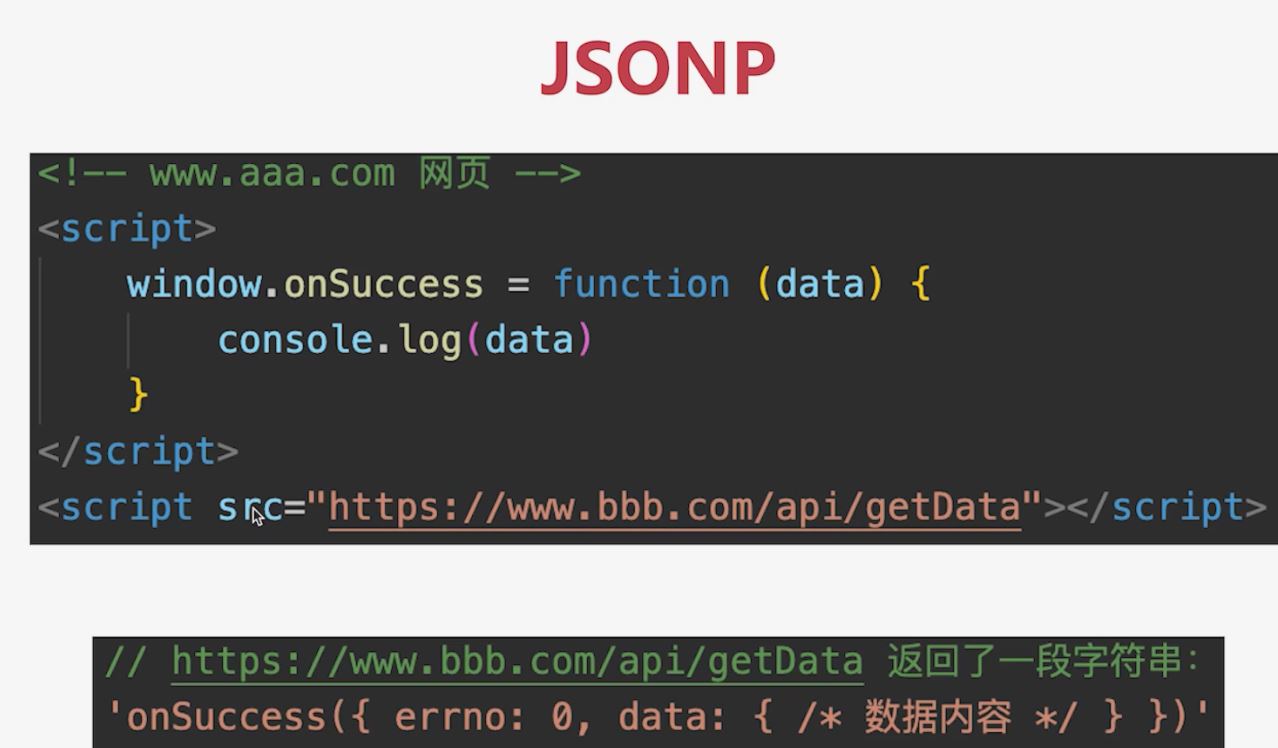 JSONP
<!-- www.aaa.com 网页 -->
<script>
    window.onSuccess = function (data) {
        console.log(data)
    }
</script>
<script src="https://www.bbb.com/api/getData"></script>
// https://www.bbb.com/api/getData 返回了一段字符串:
'onSuccess({ errno: 0, data: { /* 数据内容 */ } })'